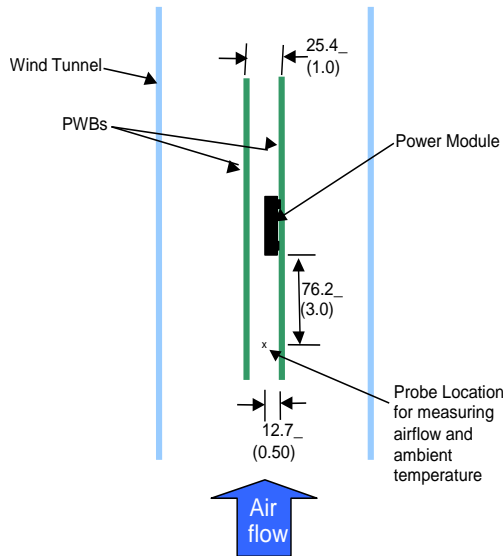 25.4_
(1.0)
Wind Tunnel
PWBs
Power Module
76.2_
(3.0)
x
Probe Location
for measuring
airflow and
ambient
temperature
12.7_
(0.50)
Air
flow